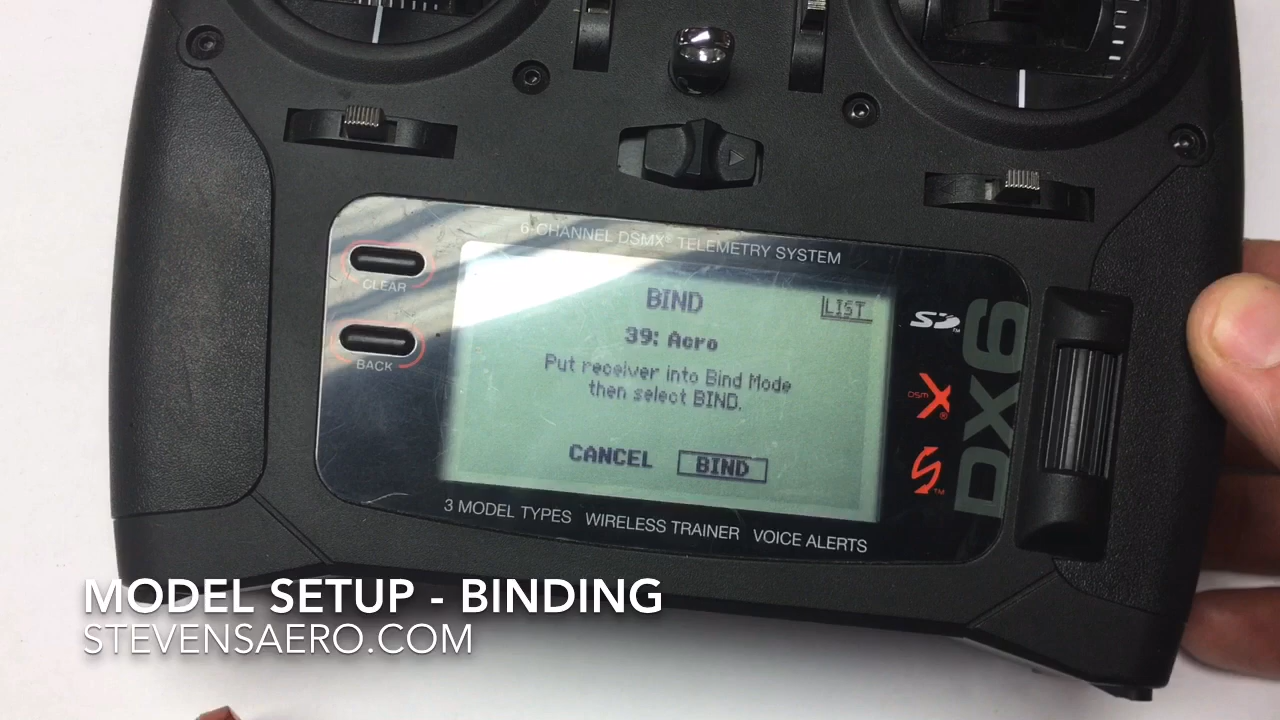 6-CHANNEL DSMX® TELEMETRY SYSTEM
CLEAR
BACK
BIND
LIST
39: Acro
Put receiver into Bind Mode
then select BIND.
CANCEL BIND
SD™
DSM X®
DX6
3 MODEL TYPES WIRELESS TRAINER VOICE ALERTS
MODEL SETUP - BINDING
STEVENSAERO.COM